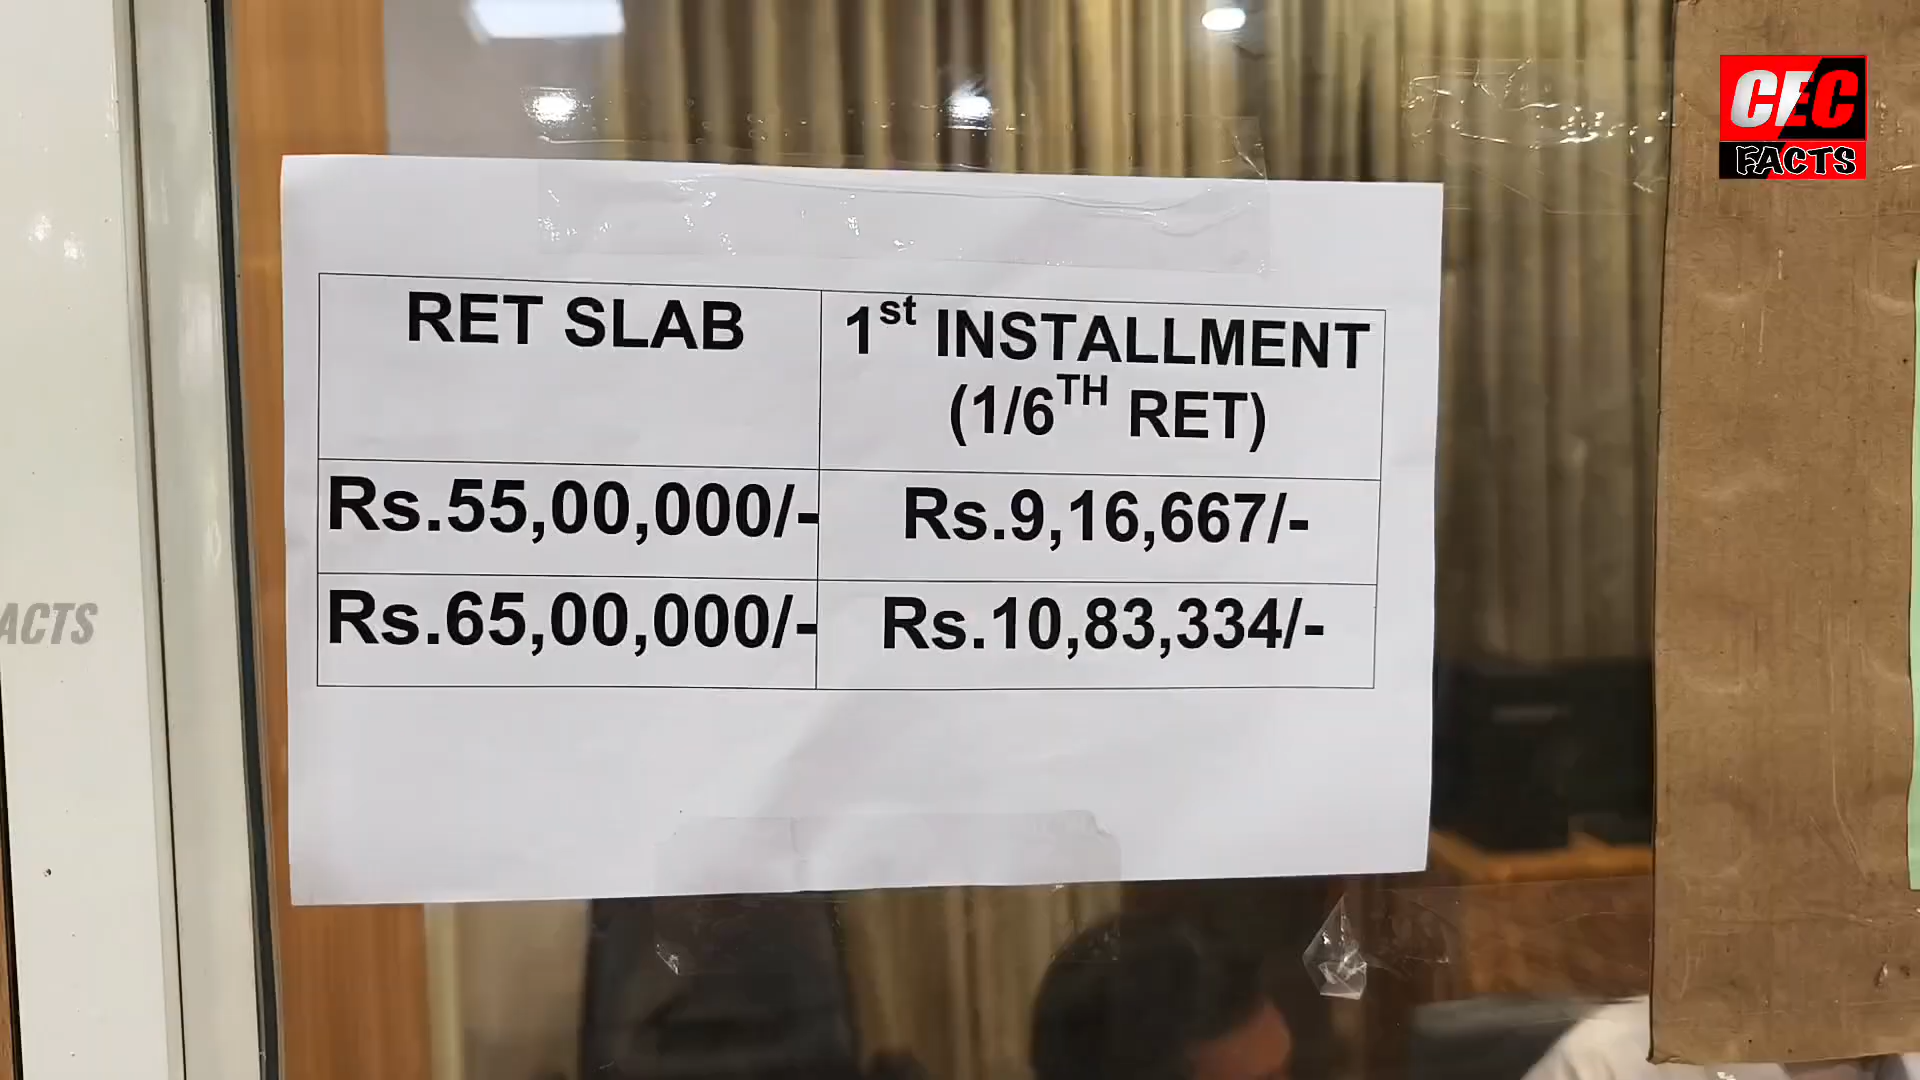 CEC
FACTS
RET SLAB
1st INSTALLMENT
(1/6TH RET)
Rs.55,00,000/-
Rs.9,16,667/-
Rs.65,00,000/-
Rs.10,83,334/-
ACTS